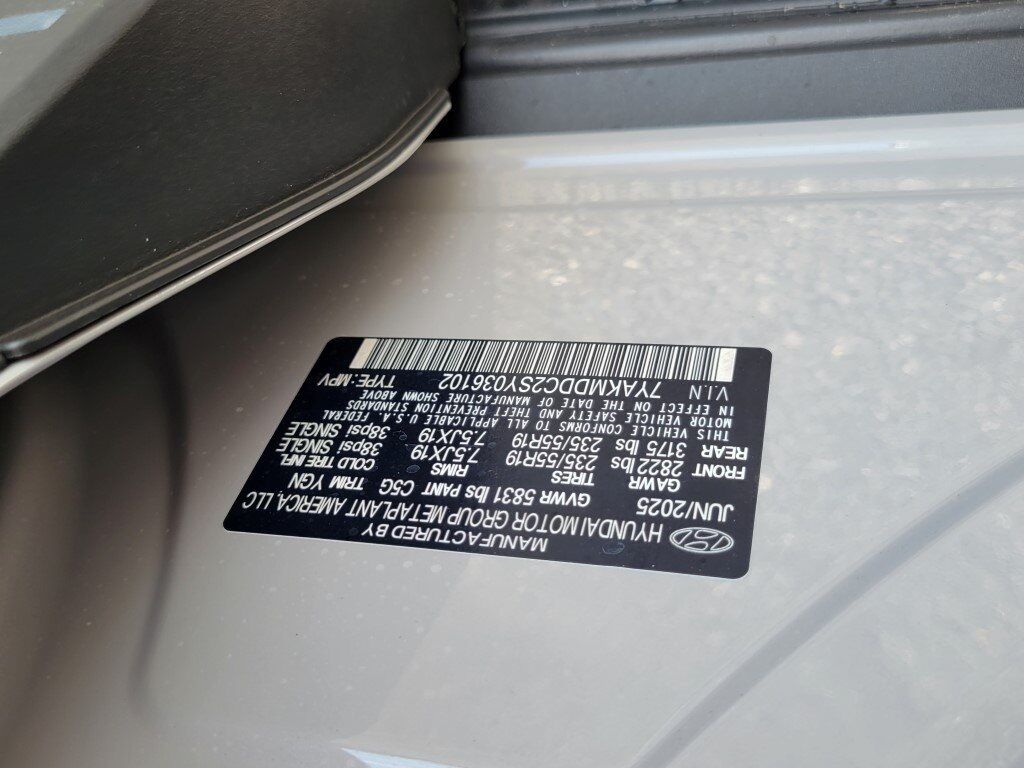 MANUFACTURED BY
HYUNDAI MOTOR GROUP METAPLANT AMERICA LLC
JUN/2025 GVWR 5831 lbs PAINT C5G TRIM YGN
GAWR TIRES RIMS COLD TIRE INFL.
FRONT 2822 lbs 235/55R19 7.5JX19 38psi SINGLE
REAR 3175 lbs 235/55R19 7.5JX19 38psi SINGLE
THIS VEHICLE CONFORMS TO ALL APPLICABLE U.S.A. FEDERAL
MOTOR VEHICLE SAFETY AND THEFT PREVENTION STANDARDS
IN EFFECT ON THE DATE OF MANUFACTURE SHOWN ABOVE
V.I.N 7YAKMDDC2SY036102 TYPE: MPV